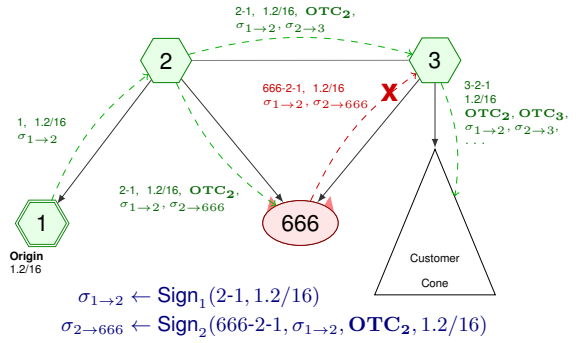 2-1, 1.2/16, OTC₂,
σ₁→₂, σ₂→₃
2
3
1, 1.2/16
σ₁→₂
666-2-1, 1.2/16
σ₁→₂, σ₂→₆₆₆
X
3-2-1
1.2/16
OTC₂, OTC₃,
σ₁→₂, σ₂→₃,
...
2-1, 1.2/16, OTC₂,
σ₁→₂, σ₂→₆₆₆
1
666
Origin
1.2/16
Customer
Cone
σ₁→₂ ← Sign₁(2-1, 1.2/16)
σ₂→₆₆₆ ← Sign₂(666-2-1, σ₁→₂, OTC₂, 1.2/16)